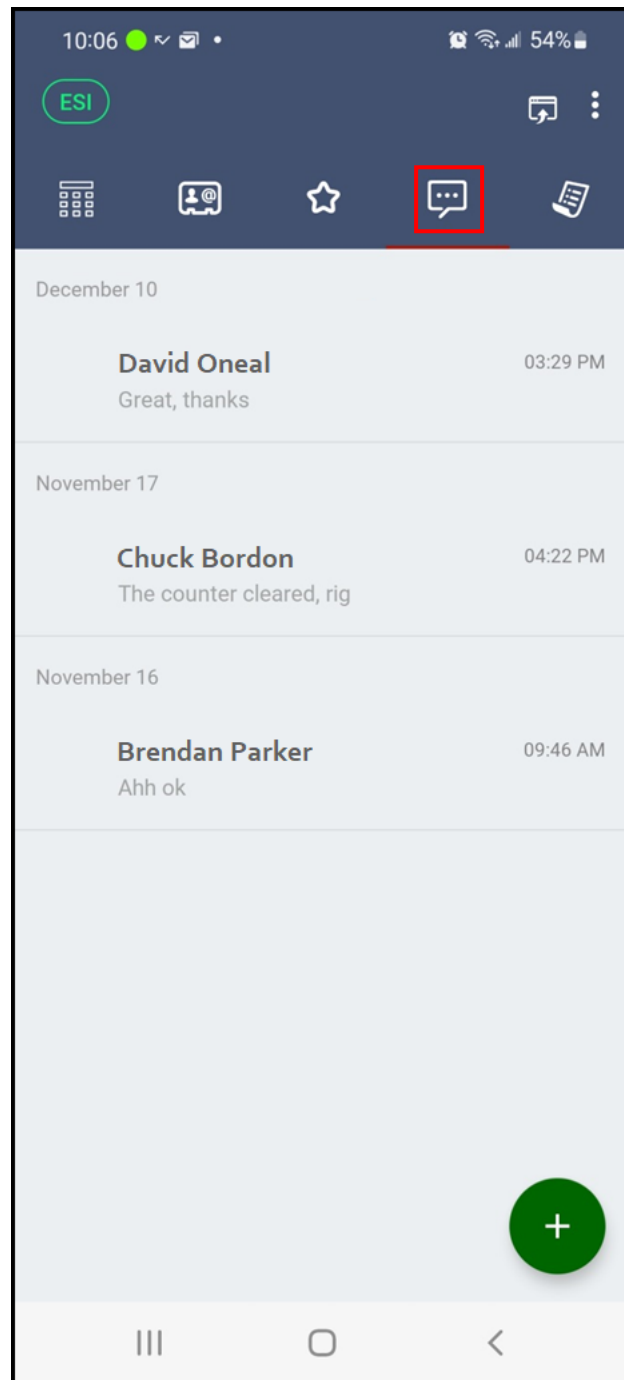 10:06
54%
ESI
December 10
David Oneal
03:29 PM
Great, thanks
November 17
Chuck Bordon
04:22 PM
The counter cleared, rig
November 16
Brendan Parker
09:46 AM
Ahh ok
+